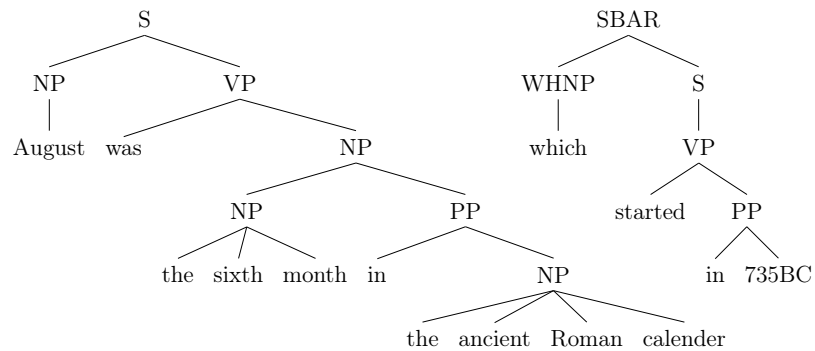 S SBAR
NP VP WHNP S
August was NP which VP
NP PP started PP
the sixth month in NP in 735BC
the ancient Roman calender